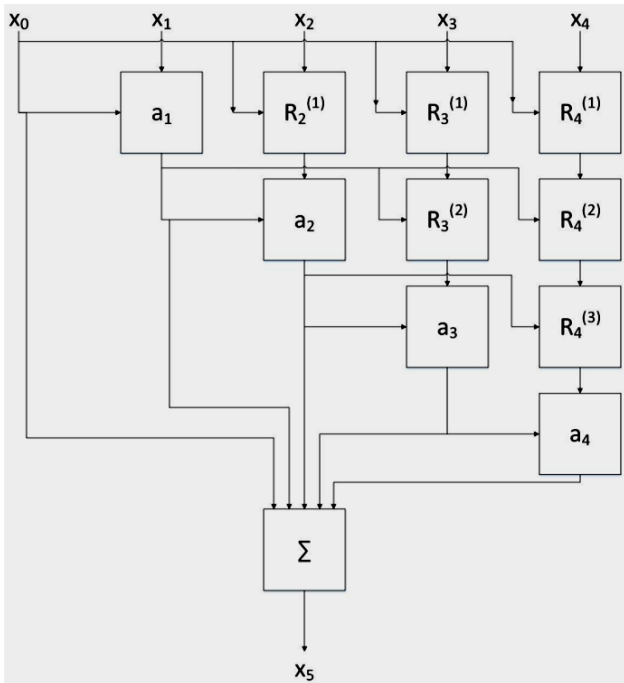 x₀ x₁ x₂ x₃ x₄
a₁ R₂⁽¹⁾ R₃⁽¹⁾ R₄⁽¹⁾
a₂ R₃⁽²⁾ R₄⁽²⁾
a₃ R₄⁽³⁾
a₄
Σ
x₅